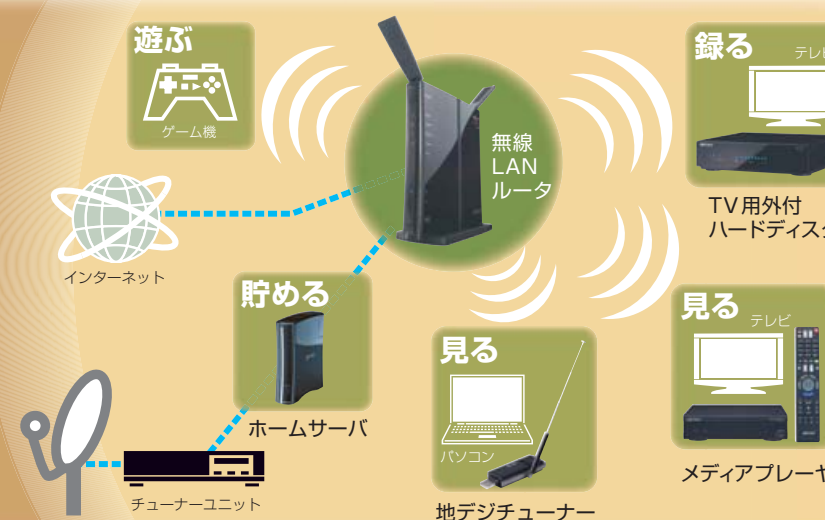 遊ぶ
ゲーム機
無線
LAN
ルータ
録る
テレビ
TV用外付
ハードディスク
インターネット
貯める
ホームサーバ
チューナーユニット
見る
パソコン
地デジチューナー
見る
テレビ
メディアプレーヤ